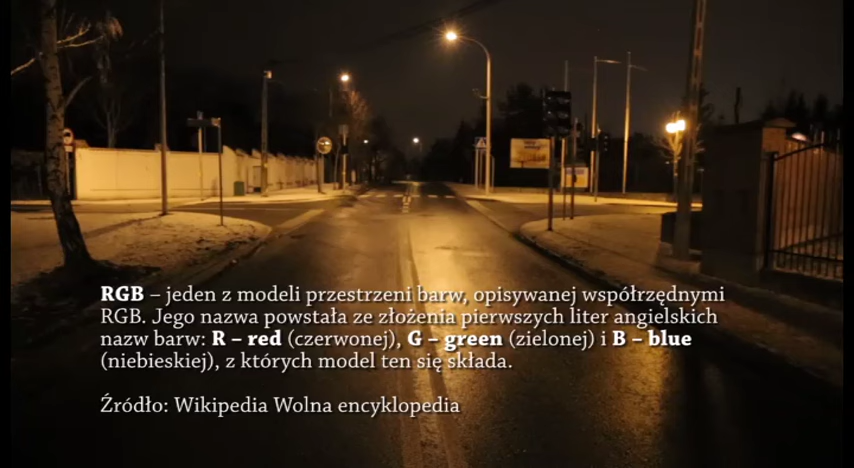 RGB – jeden z modeli przestrzeni barw, opisywanej współrzędnymi
RGB. Jego nazwa powstała ze złożenia pierwszych liter angielskich
nazw barw: R – red (czerwonej), G – green (zielonej) i B – blue
(niebieskiej), z których model ten się składa.
Źródło: Wikipedia Wolna encyklopedia